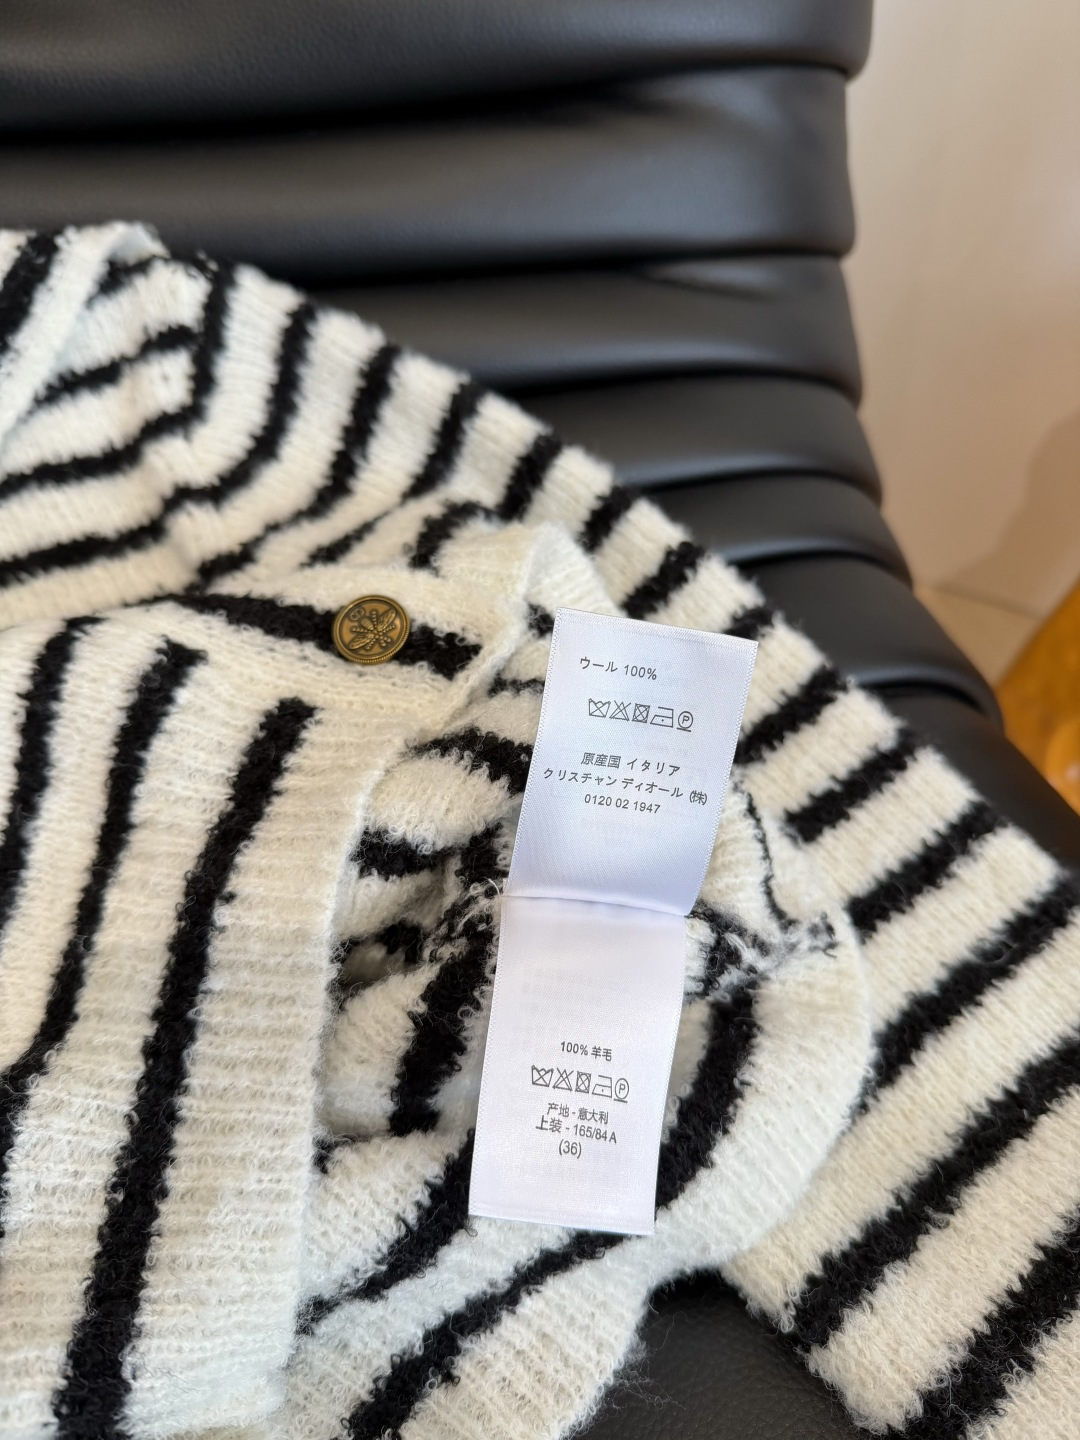 ウール 100%
P
原産国 イタリア
クリスチャン ディオール (株)
0120 02 1947
100% 羊毛
P
产地 - 意大利
上装 - 165/84 A
(36)